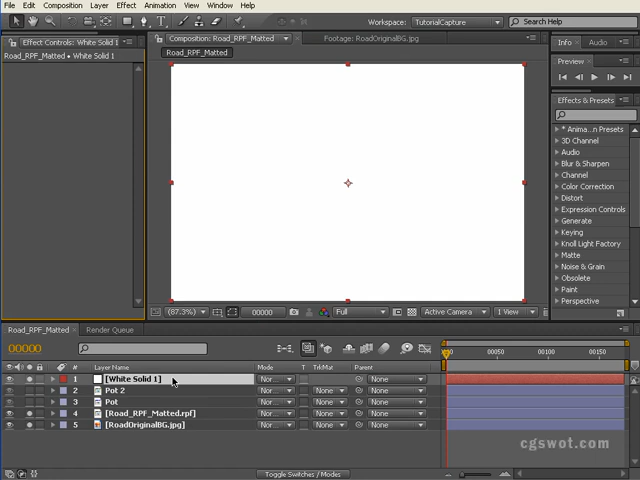 File Edit Composition Layer Effect Animation View Window Help
Workspace: TutorialCapture Search Help
Effect Controls: White Solid 1 Composition: Road_RPF_Matted Footage: RoadOriginalBG.jpg Info Audio
Road_RPF_Matted • White Solid 1 Road_RPF_Matted
Preview
Effects & Presets
* Anima...n Presets
3D Channel
Audio
Blur & Sharpen
Channel
Color Correction
Distort
Expression Controls
Generate
Keying
Knoll Light Factory
Matte
Noise & Grain
Obsolete
Paint
Perspective
(87.3%) 00000 Full Active Camera 1 View
Road_RPF_Matted Render Queue
00000 00050 00100 00150
# Layer Name Mode T TrkMat Parent
1 [White Solid 1] Nor... None
2 Pot 2 Nor... None None
3 Pot Nor... None None
4 [Road_RPF_Matted.rpf] Nor... None None
5 [RoadOriginalBG.jpg] Nor... None None
cgswot.com
Toggle Switches / Modes